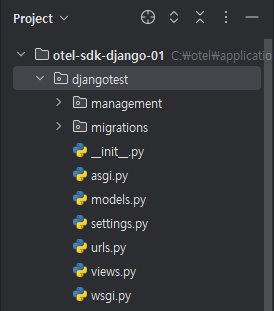 Project
otel-sdk-django-01 C:₩otel₩applicatio
djangotest
management
migrations
__init__.py
asgi.py
models.py
settings.py
urls.py
views.py
wsgi.py